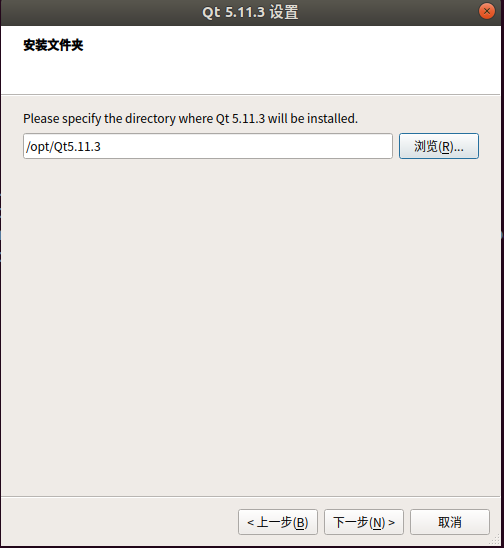 Qt 5.11.3 设置
安装文件夹
Please specify the directory where Qt 5.11.3 will be installed.
/opt/Qt5.11.3
浏览(R)...
< 上一步(B)
下一步(N) >
取消